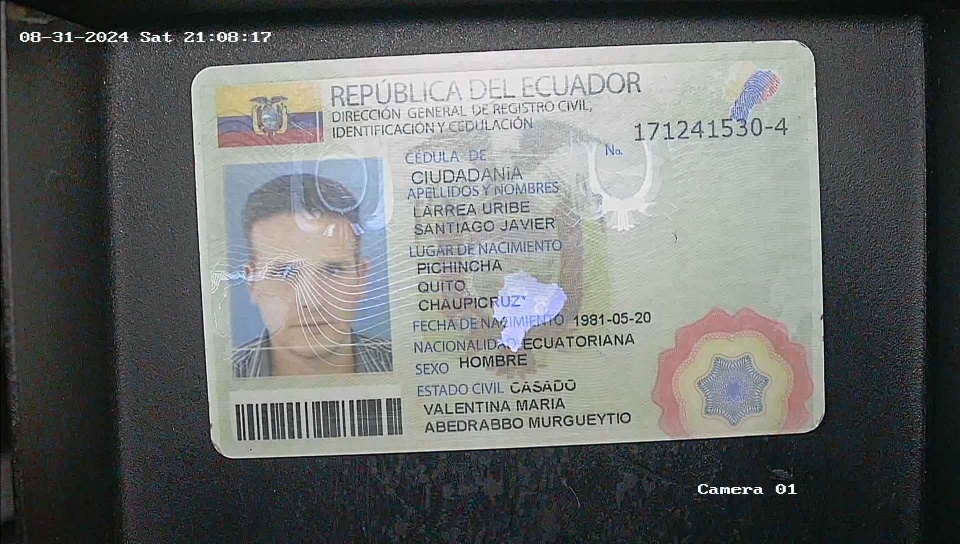 08-31-2024 Sat 21:08:17
REPÚBLICA DEL ECUADOR
DIRECCIÓN GENERAL DE REGISTRO CIVIL,
IDENTIFICACIÓN Y CEDULACIÓN
No. 171241530-4
CÉDULA DE
CIUDADANÍA
APELLIDOS Y NOMBRES
LARREA URIBE
SANTIAGO JAVIER
LUGAR DE NACIMIENTO
PICHINCHA
QUITO
CHAUPICRUZ
FECHA DE NACIMIENTO 1981-05-20
NACIONALIDAD ECUATORIANA
SEXO HOMBRE
ESTADO CIVIL CASADO
VALENTINA MARIA
ABEDRABBO MURGUEYTIO
Camera 01